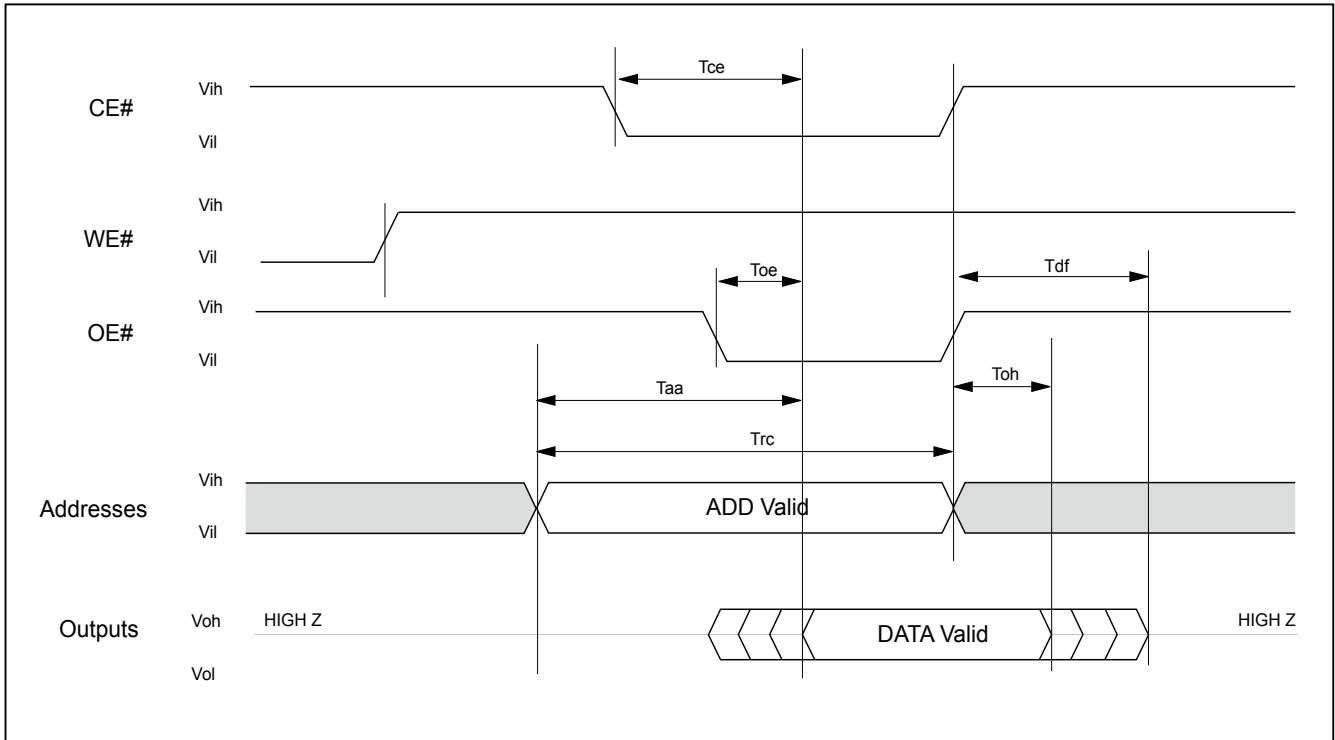 Tce
Vih
CE#
Vil
Vih
WE#
Vil
Toe
Tdf
Vih
OE#
Vil
Toh
Taa
Trc
Vih
Addresses
ADD Valid
Vil
Outputs
Voh
HIGH Z
DATA Valid
HIGH Z
Vol